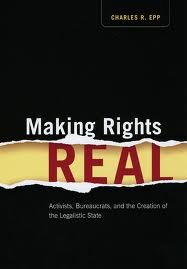 CHARLES R. EPP
Making Rights
REAL
Activists, Bureaucrats, and the Creation of
the Legalistic State